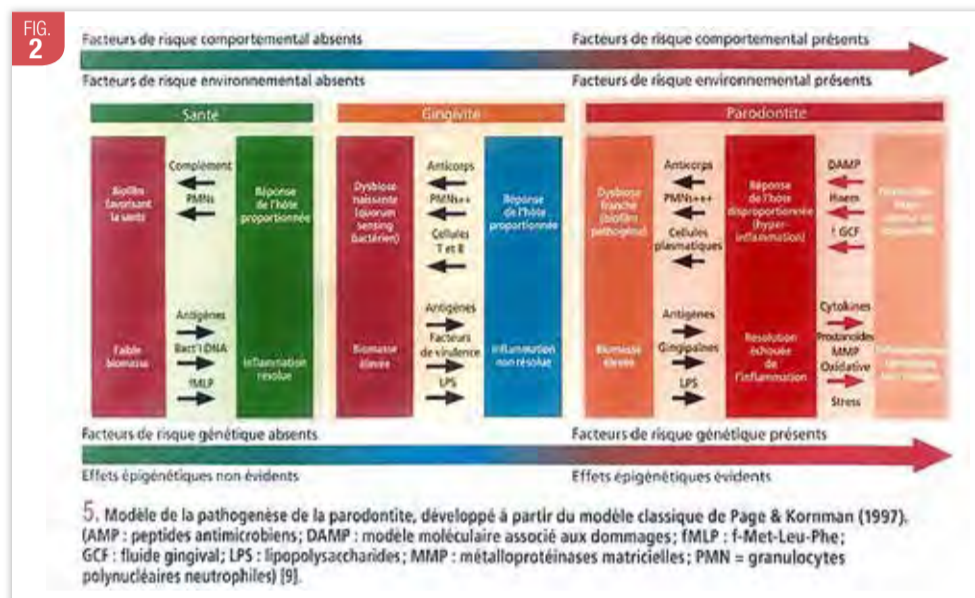 FIG.
2
Facteurs de risque comportemental absents
Facteurs de risque comportemental présents
Facteurs de risque environnemental absents
Facteurs de risque environnemental présents
Santé
Gingivite
Parodontite
Biofilm
favorisant
la santé
Complément
PMNs
Réponse
de l'hôte
proportionnée
Faible
biomasse
Antigènes
Bact'l DNA
fMLP
Inflammation
résolue
Dysbiose
naissante
(quorum
sensing
bactérien)
Anticorps
PMNs++
Cellules
T et B
Réponse
de l'hôte
proportionnée
Biomasse
élevée
Antigènes
Facteurs
de virulence
LPS
Inflammation
non résolue
Dysbiose
franche
(biofilm
pathogène)
Anticorps
PMNs+++
Cellules
plasmatiques
Réponse
de l'hôte
disproportionnée
(hyper-
inflammation)
DAMP
Haem
↑ GCF
Biomasse
élevée
Antigènes
Gingipaïnes
LPS
Résolution
échouée
de
l'inflammation
Cytokines
Prostanoïdes
MMP
Oxidative
Stress
Facteurs de risque génétique absents
Facteurs de risque génétique présents
Effets épigénétiques non évidents
Effets épigénétiques évidents
5. Modèle de la pathogenèse de la parodontite, développé à partir du modèle classique de Page & Kornman (1997).
(AMP : peptides antimicrobiens; DAMP : modèle moléculaire associé aux dommages; fMLP : f-Met-Leu-Phe;
GCF : fluide gingival; LPS : lipopolysaccharides; MMP : métalloprotéinases matricielles; PMN = granulocytes
polynucléaires neutrophiles) [9].